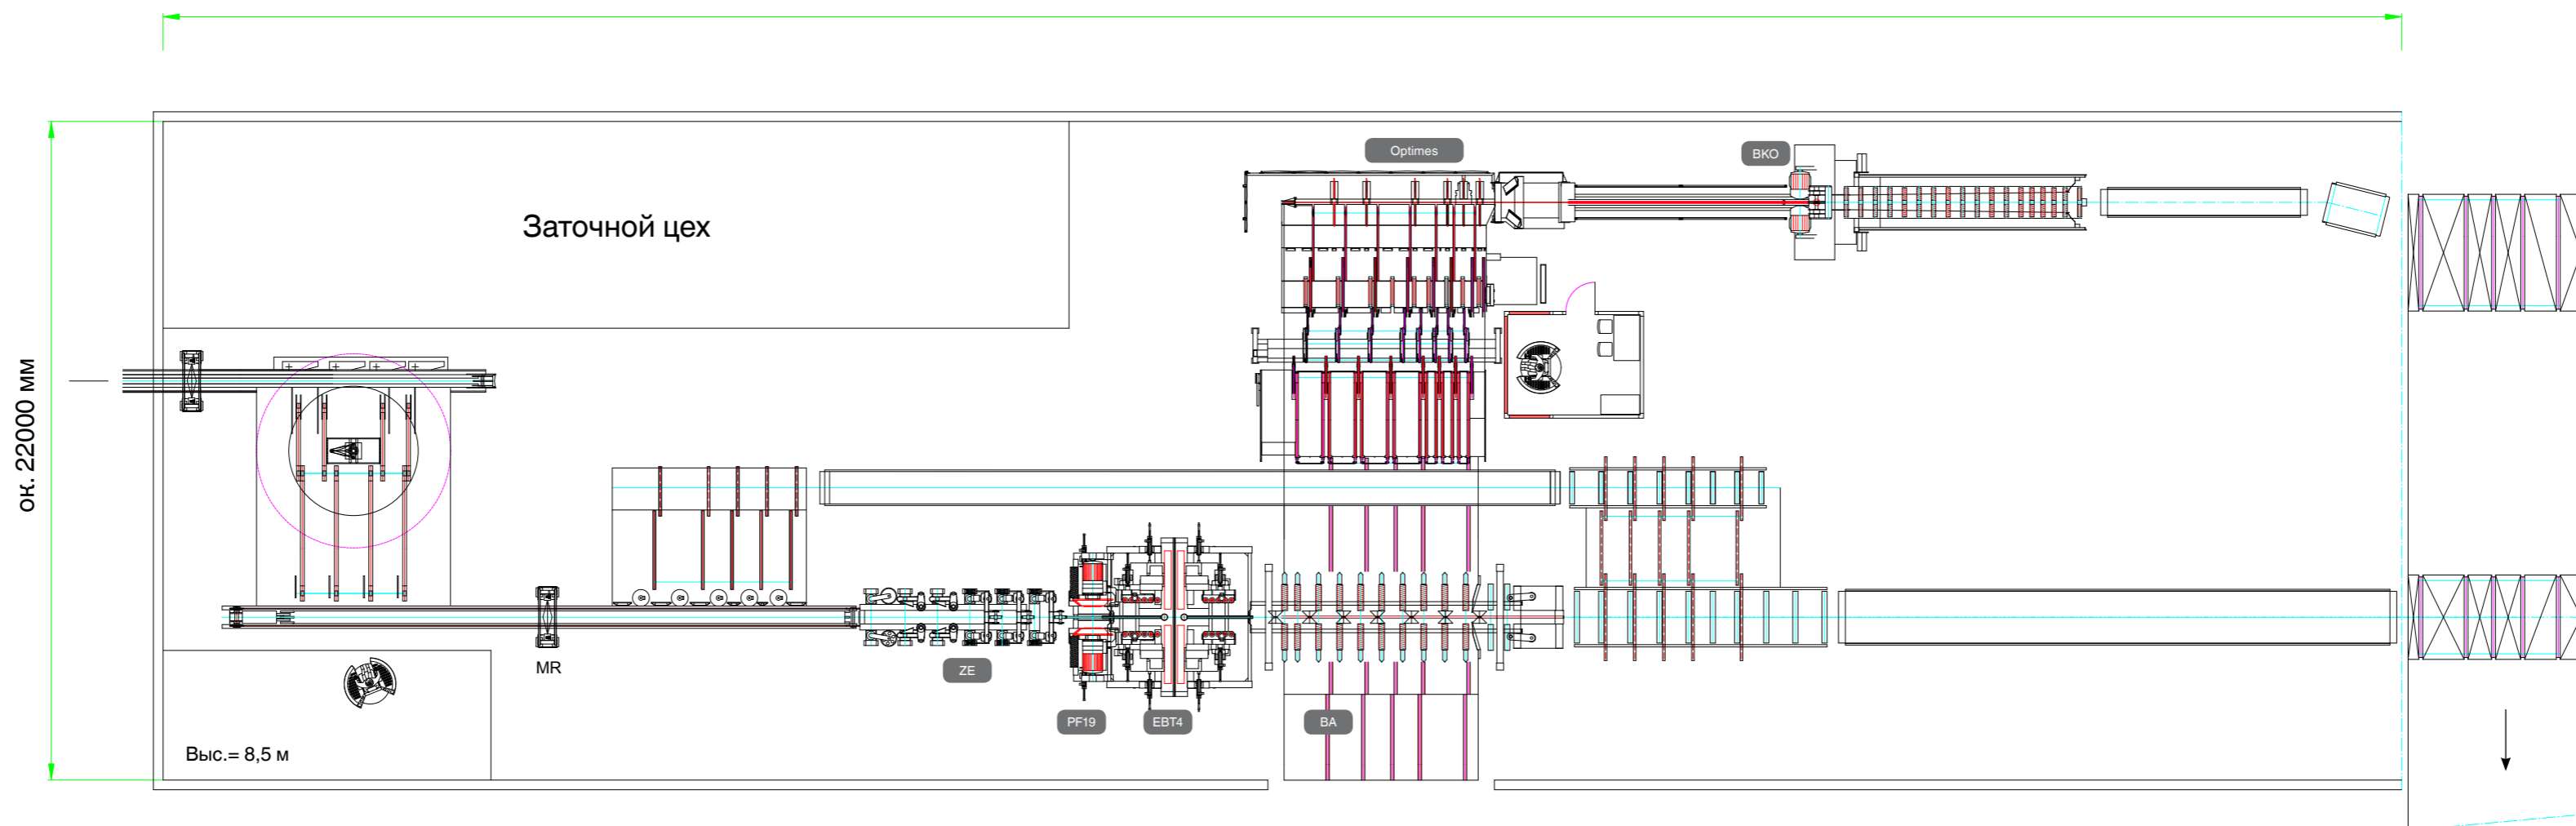 Optimes
BKO
Заточной цех
ок. 22000 мм
MR
ZE
PF19
EBT4
BA
Выс.= 8,5 м